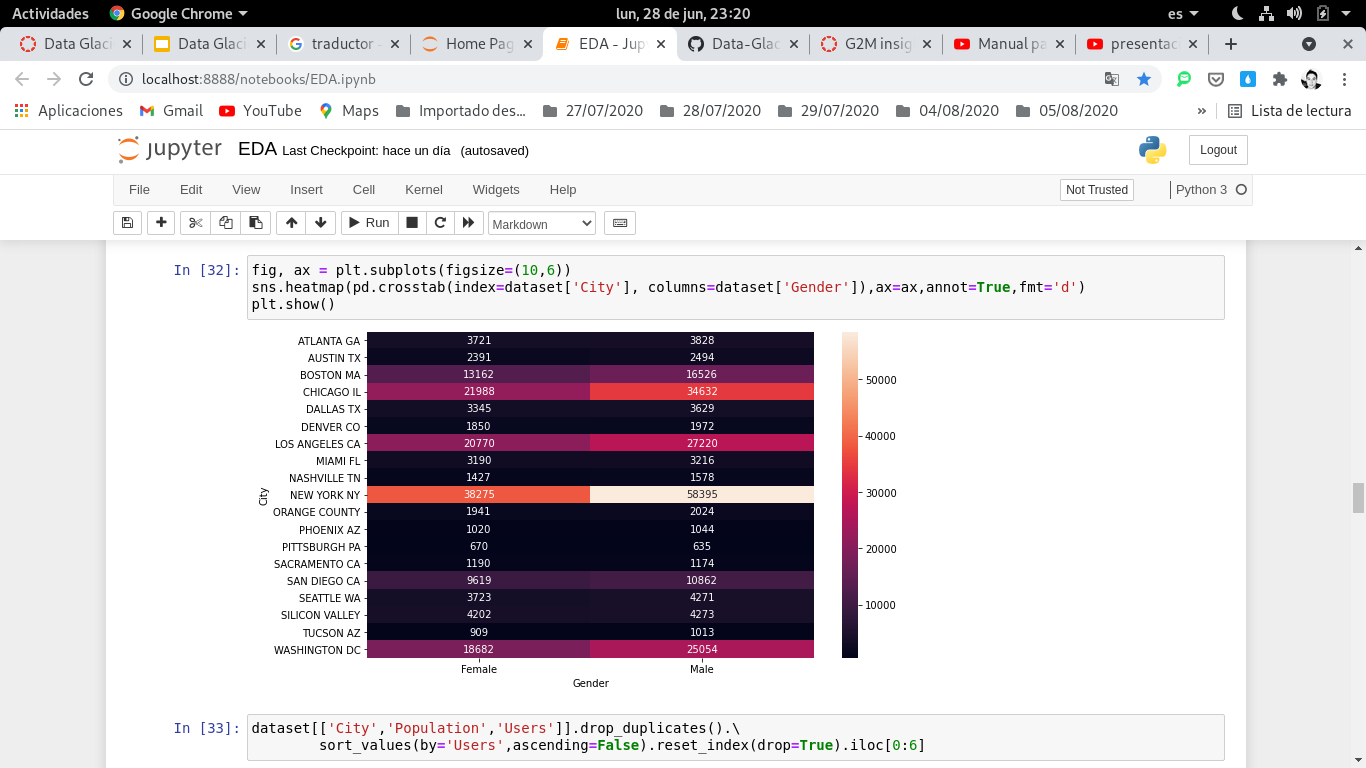 Actividades Google Chrome lun, 28 de jun, 23:20 es
Data Glaci Data Glaci traductor - Home Pag EDA - Jup Data-Glac G2M insig Manual pa presentaci
localhost:8888/notebooks/EDA.ipynb
Aplicaciones Gmail YouTube Maps Importado des... 27/07/2020 28/07/2020 29/07/2020 04/08/2020 05/08/2020 » Lista de lectura
jupyter EDA Last Checkpoint: hace un día (autosaved) Logout
File Edit View Insert Cell Kernel Widgets Help Not Trusted Python 3
Run Markdown
In [32]: fig, ax = plt.subplots(figsize=(10,6))
sns.heatmap(pd.crosstab(index=dataset['City'], columns=dataset['Gender']),ax=ax,annot=True,fmt='d')
plt.show()
ATLANTA GA 3721 3828
AUSTIN TX 2391 2494
BOSTON MA 13162 16526
50000
CHICAGO IL 21988 34632
DALLAS TX 3345 3629
DENVER CO 1850 1972
40000
LOS ANGELES CA 20770 27220
MIAMI FL 3190 3216
NASHVILLE TN 1427 1578
30000
City
NEW YORK NY 38275 58395
ORANGE COUNTY 1941 2024
PHOENIX AZ 1020 1044
PITTSBURGH PA 670 635
20000
SACRAMENTO CA 1190 1174
SAN DIEGO CA 9619 10862
SEATTLE WA 3723 4271
10000
SILICON VALLEY 4202 4273
TUCSON AZ 909 1013
WASHINGTON DC 18682 25054
Female Male
Gender
In [33]: dataset[['City','Population','Users']].drop_duplicates().\
sort_values(by='Users',ascending=False).reset_index(drop=True).iloc[0:6]